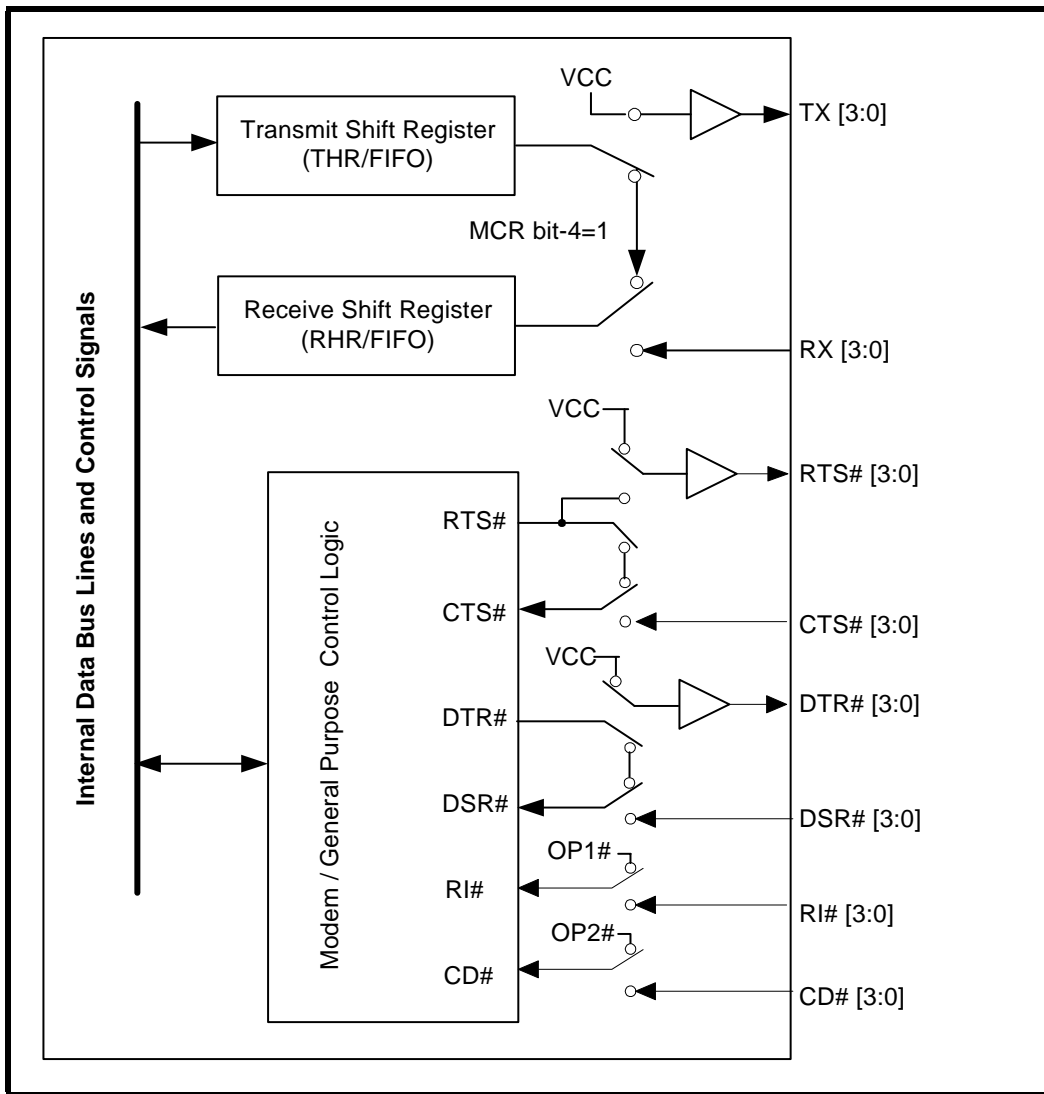 VCC
TX [3:0]
Transmit Shift Register
(THR/FIFO)
MCR bit-4=1
Receive Shift Register
(RHR/FIFO)
RX [3:0]
Internal Data Bus Lines and Control Signals
VCC
RTS# [3:0]
RTS#
CTS#
CTS# [3:0]
Modem / General Purpose Control Logic
VCC
DTR# [3:0]
DTR#
DSR#
DSR# [3:0]
OP1#
RI#
RI# [3:0]
OP2#
CD#
CD# [3:0]